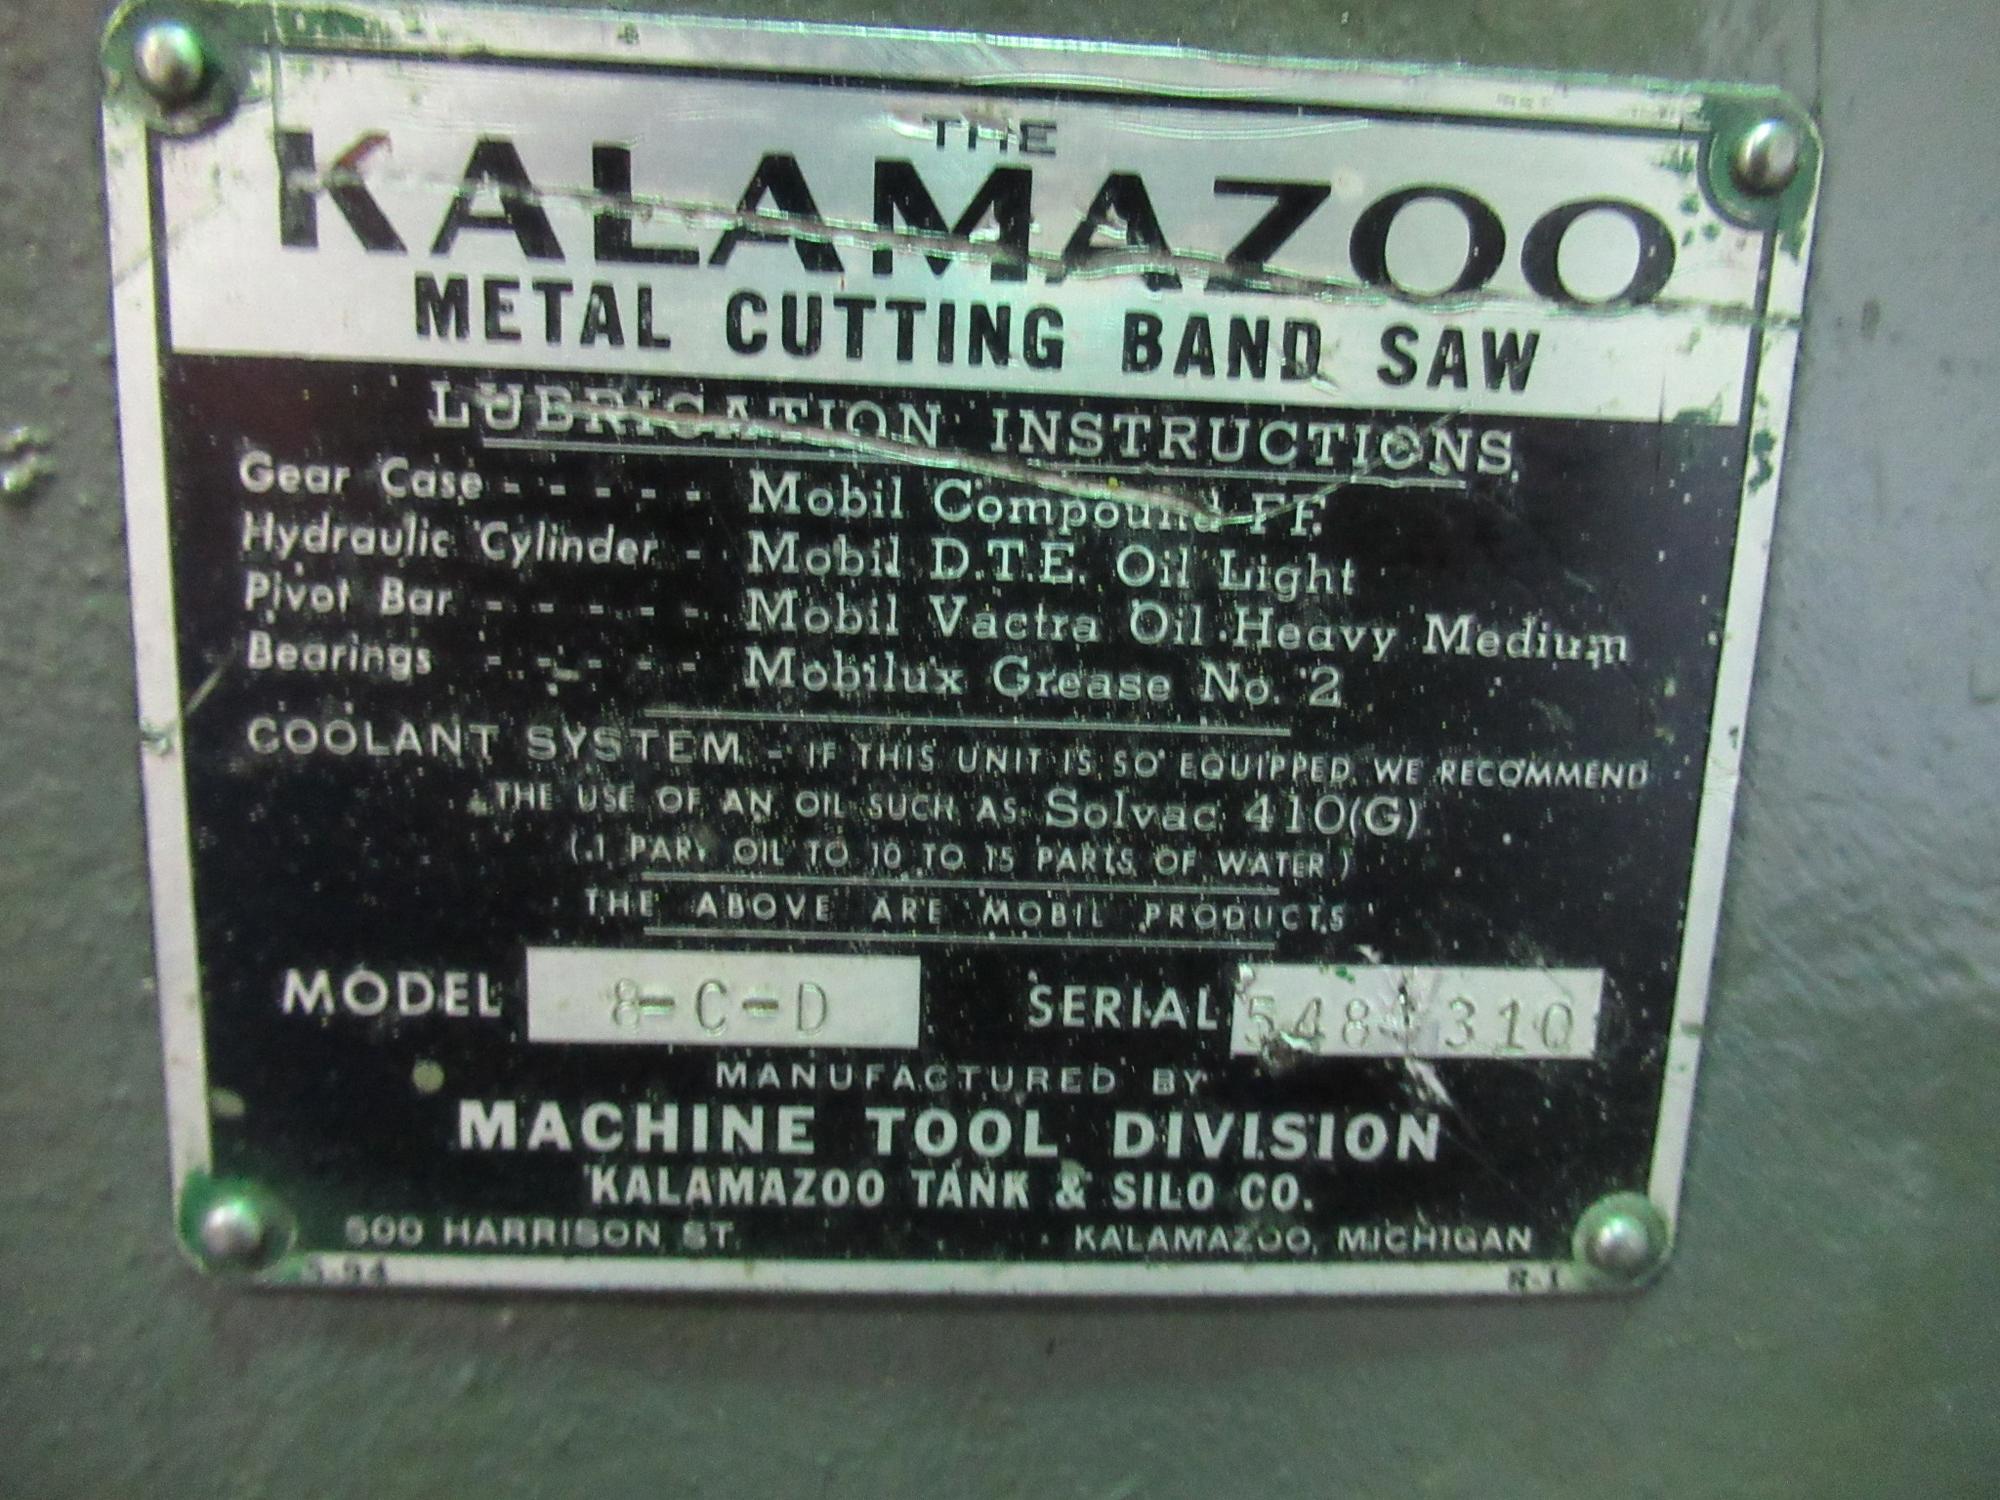 THE
KALAMAZOO
METAL CUTTING BAND SAW
LUBRICATION INSTRUCTIONS
Gear Case - - - - - Mobil Compound FF.
Hydraulic Cylinder - Mobil D.T.E. Oil Light
Pivot Bar - - - - - Mobil Vactra Oil Heavy Medium
Bearings - - - - - Mobilux Grease No. 2
COOLANT SYSTEM - IF THIS UNIT IS SO EQUIPPED WE RECOMMEND
THE USE OF AN OIL SUCH AS Solvac 410(G)
(1 PART OIL TO 10 TO 15 PARTS OF WATER)
THE ABOVE ARE MOBIL PRODUCTS
MODEL 8-C-D SERIAL
MANUFACTURED BY
MACHINE TOOL DIVISION
KALAMAZOO TANK & SILO CO.
500 HARRISON ST. KALAMAZOO, MICHIGAN
R-1